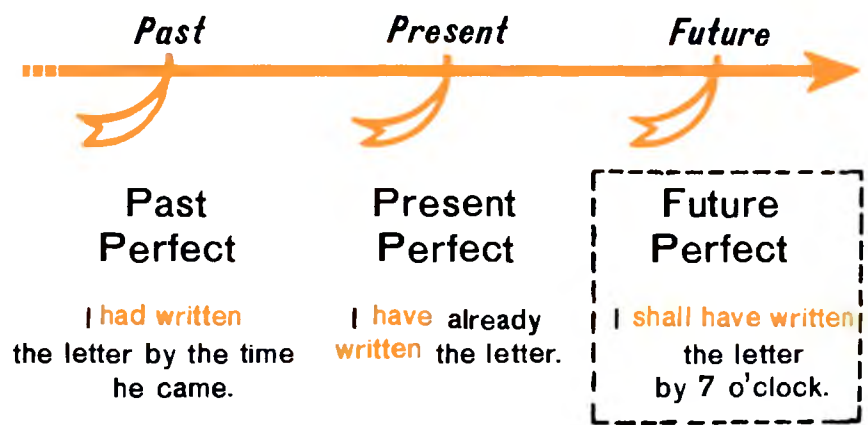 Past Present Future
Past
Perfect
I had written
the letter by the time
he came.
Present
Perfect
I have already
written the letter.
Future
Perfect
I shall have written
the letter
by 7 o'clock.